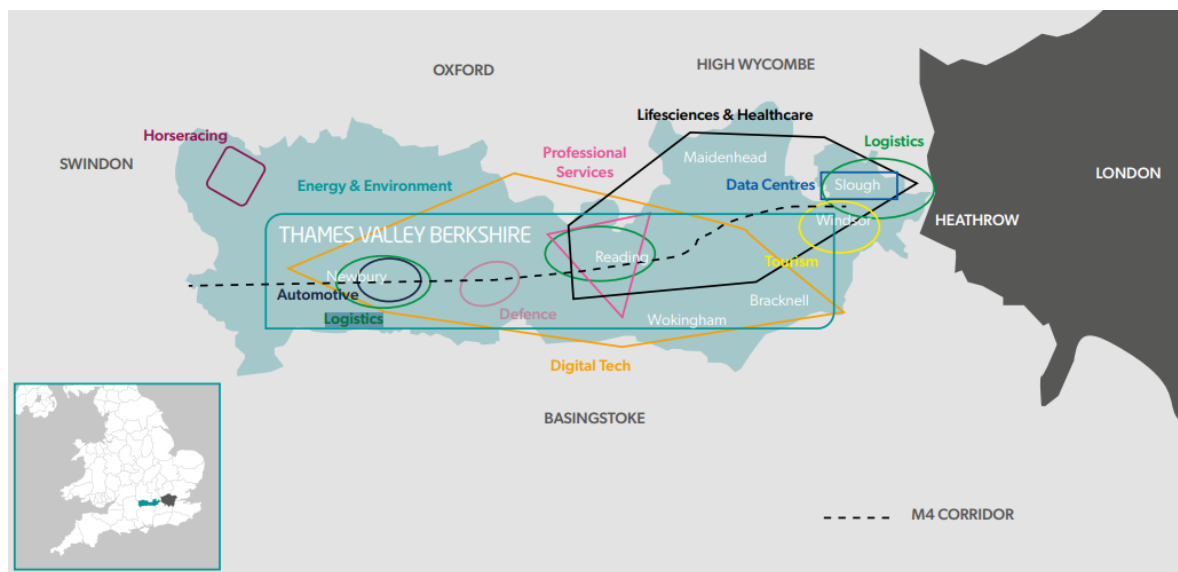 OXFORD
HIGH WYCOMBE
Lifesciences & Healthcare
Horseracing
Logistics
Professional
Services
Maidenhead
SWINDON
LONDON
Energy & Environment
Data Centres
Slough
HEATHROW
Windsor
THAMES VALLEY BERKSHIRE
Reading
Tourism
Newbury
Automotive
Bracknell
Defence
Logistics
Wokingham
Digital Tech
BASINGSTOKE
M4 CORRIDOR